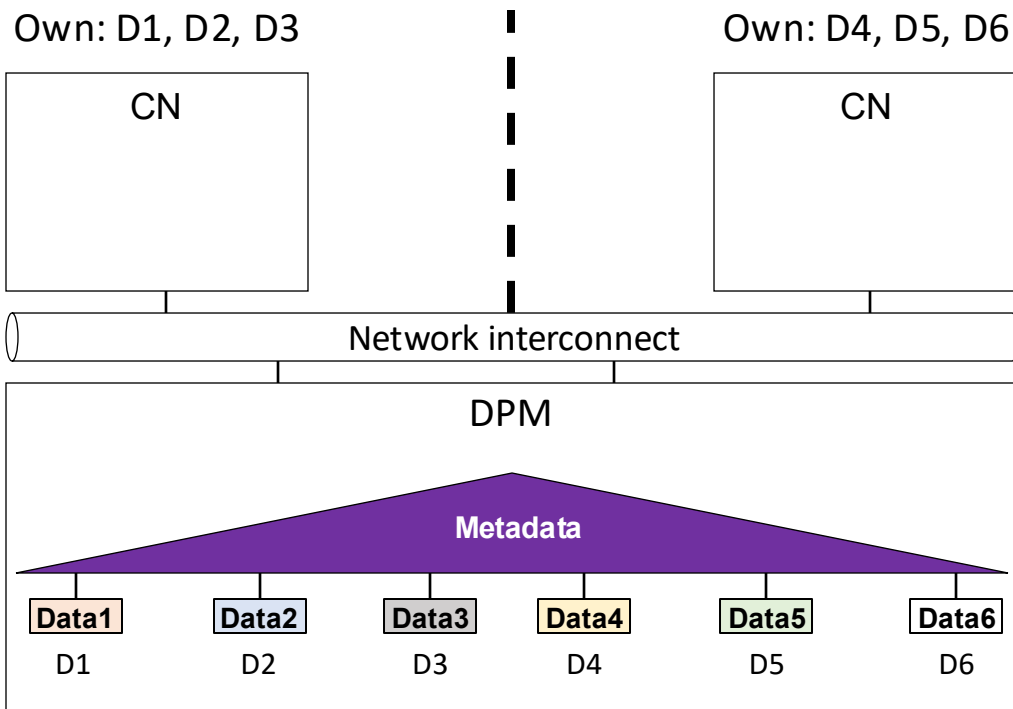 Own: D1, D2, D3
Own: D4, D5, D6
CN
CN
Network interconnect
DPM
Metadata
Data1 Data2 Data3 Data4 Data5 Data6
D1 D2 D3 D4 D5 D6